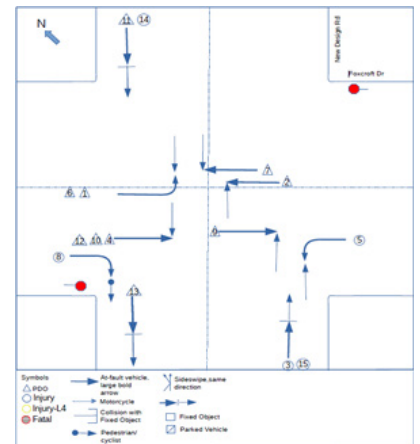 11 14
N
New Design Rd
Foxcroft Dr
7
6 1
2
12 10 4
9
5
8
13
3 15
Symbols
PDO
Injury
Injury-L4
Fatal
At-fault vehicle,
large bold
arrow
Motorcycle
Collision with
Fixed Object
Pedestrian/
cyclist
Sideswipe,same
direction
Fixed Object
Parked Vehicle